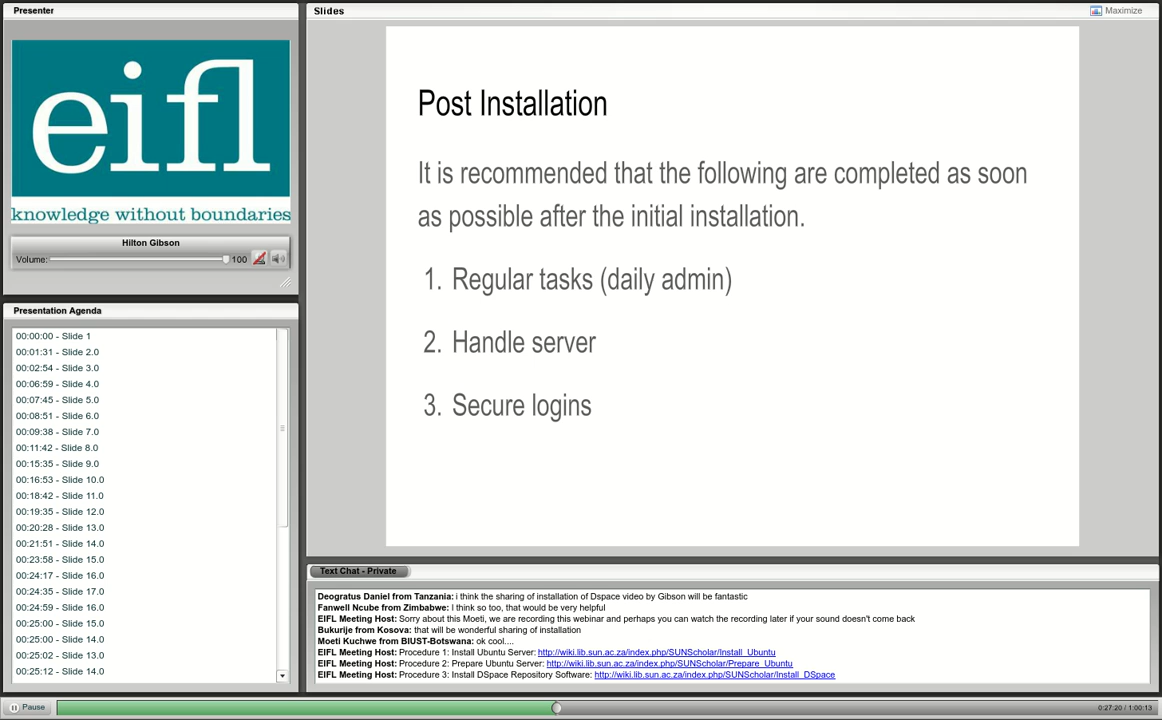 Presenter
eifl
knowledge without boundaries
Hilton Gibson
Volume: 100
Presentation Agenda
00:00:00 - Slide 1
00:01:31 - Slide 2.0
00:02:54 - Slide 3.0
00:06:59 - Slide 4.0
00:07:45 - Slide 5.0
00:08:51 - Slide 6.0
00:09:38 - Slide 7.0
00:11:42 - Slide 8.0
00:15:35 - Slide 9.0
00:16:53 - Slide 10.0
00:18:42 - Slide 11.0
00:19:35 - Slide 12.0
00:20:28 - Slide 13.0
00:21:51 - Slide 14.0
00:23:58 - Slide 15.0
00:24:17 - Slide 16.0
00:24:35 - Slide 17.0
00:24:59 - Slide 16.0
00:25:00 - Slide 15.0
00:25:00 - Slide 14.0
00:25:02 - Slide 13.0
00:25:12 - Slide 14.0
Slides
Maximize
Post Installation
It is recommended that the following are completed as soon
as possible after the initial installation.
1. Regular tasks (daily admin)
2. Handle server
3. Secure logins
Text Chat - Private
Deogratus Daniel from Tanzania: i think the sharing of installation of Dspace video by Gibson will be fantastic
Fanwell Ncube from Zimbabwe: I think so too, that would be very helpful
EIFL Meeting Host: Sorry about this Moeti, we are recording this webinar and perhaps you can watch the recording later if your sound doesn't come back
Bukurije from Kosova: that will be wonderful sharing of installation
Moeti Kuchwe from BIUST-Botswana: ok cool....
EIFL Meeting Host: Procedure 1: Install Ubuntu Server: http://wiki.lib.sun.ac.za/index.php/SUNScholar/Install_Ubuntu
EIFL Meeting Host: Procedure 2: Prepare Ubuntu Server: http://wiki.lib.sun.ac.za/index.php/SUNScholar/Prepare_Ubuntu
EIFL Meeting Host: Procedure 3: Install DSpace Repository Software: http://wiki.lib.sun.ac.za/index.php/SUNScholar/Install_DSpace
Pause
0:27:20 / 1:00:13